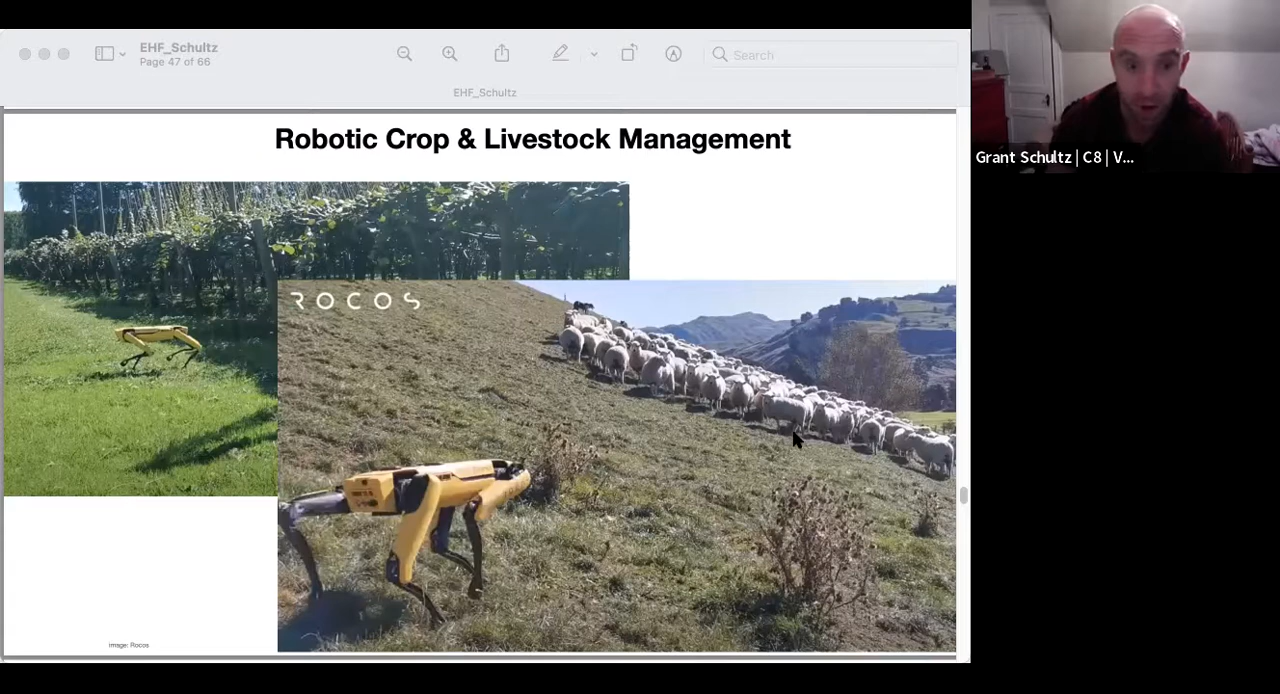 EHF_Schultz
Page 47 of 66
Search
EHF_Schultz
Grant Schultz | C8 | V...
Robotic Crop & Livestock Management
ROCOS
Image: Rocos